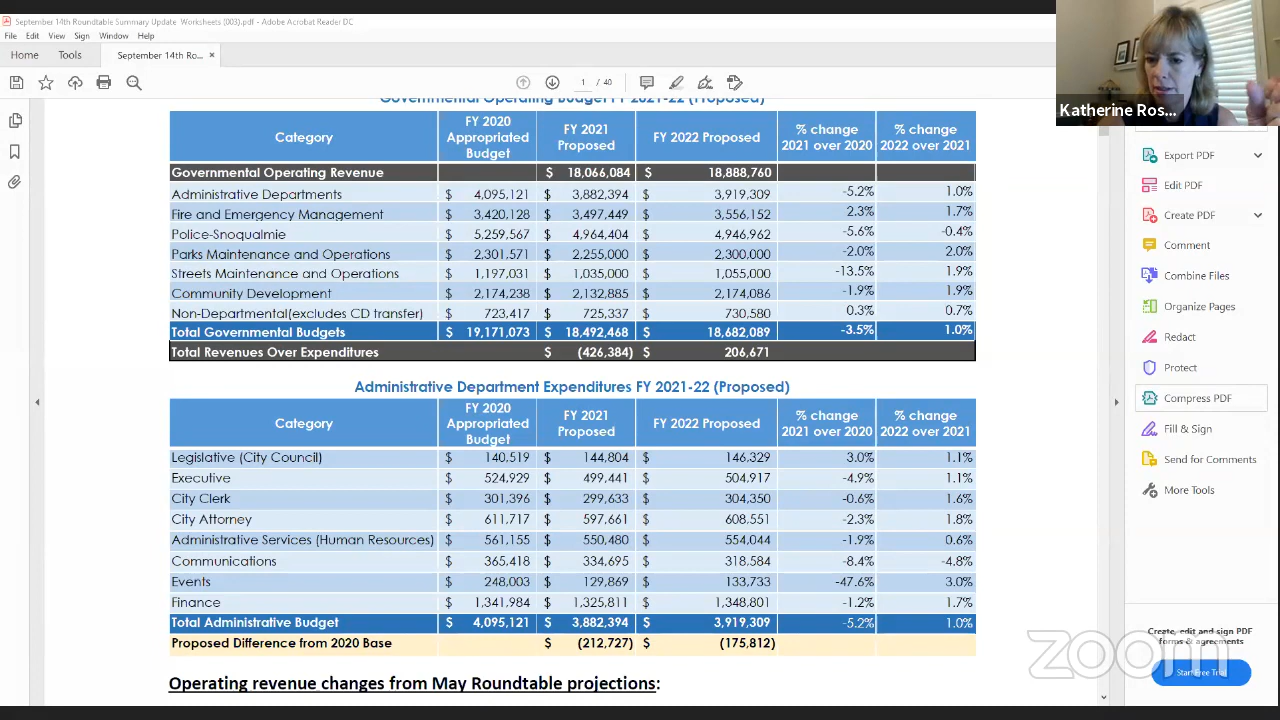 September 14th Roundtable Summary Update Worksheets (003).pdf - Adobe Acrobat Reader DC
File Edit View Sign Window Help
Home Tools September 14th Ro... ×
1 / 40
Katherine Ros...
Governmental Operating Budget FY 2021-22 (Proposed)
Category FY 2020 Appropriated Budget FY 2021 Proposed FY 2022 Proposed % change 2021 over 2020 % change 2022 over 2021
Governmental Operating Revenue $ 18,066,084 $ 18,888,760
Administrative Departments $ 4,095,121 $ 3,882,394 $ 3,919,309 -5.2% 1.0%
Fire and Emergency Management $ 3,420,128 $ 3,497,449 $ 3,556,152 2.3% 1.7%
Police-Snoqualmie $ 5,259,567 $ 4,964,404 $ 4,946,962 -5.6% -0.4%
Parks Maintenance and Operations $ 2,301,571 $ 2,255,000 $ 2,300,000 -2.0% 2.0%
Streets Maintenance and Operations $ 1,197,031 $ 1,035,000 $ 1,055,000 -13.5% 1.9%
Community Development $ 2,174,238 $ 2,132,885 $ 2,174,086 -1.9% 1.9%
Non-Departmental(excludes CD transfer) $ 723,417 $ 725,337 $ 730,580 0.3% 0.7%
Total Governmental Budgets $ 19,171,073 $ 18,492,468 $ 18,682,089 -3.5% 1.0%
Total Revenues Over Expenditures $ (426,384) $ 206,671
Administrative Department Expenditures FY 2021-22 (Proposed)
Category FY 2020 Appropriated Budget FY 2021 Proposed FY 2022 Proposed % change 2021 over 2020 % change 2022 over 2021
Legislative (City Council) $ 140,519 $ 144,804 $ 146,329 3.0% 1.1%
Executive $ 524,929 $ 499,441 $ 504,917 -4.9% 1.1%
City Clerk $ 301,396 $ 299,633 $ 304,350 -0.6% 1.6%
City Attorney $ 611,717 $ 597,661 $ 608,551 -2.3% 1.8%
Administrative Services (Human Resources) $ 561,155 $ 550,480 $ 554,044 -1.9% 0.6%
Communications $ 365,418 $ 334,695 $ 318,584 -8.4% -4.8%
Events $ 248,003 $ 129,869 $ 133,733 -47.6% 3.0%
Finance $ 1,341,984 $ 1,325,811 $ 1,348,801 -1.2% 1.7%
Total Administrative Budget $ 4,095,121 $ 3,882,394 $ 3,919,309 -5.2% 1.0%
Proposed Difference from 2020 Base $ (212,727) $ (175,812)
Operating revenue changes from May Roundtable projections:
Export PDF
Edit PDF
Create PDF
Comment
Combine Files
Organize Pages
Redact
Protect
Compress PDF
Fill & Sign
Send for Comments
More Tools
Create, edit and sign PDF
forms & agreements
Start Free Trial
zoom